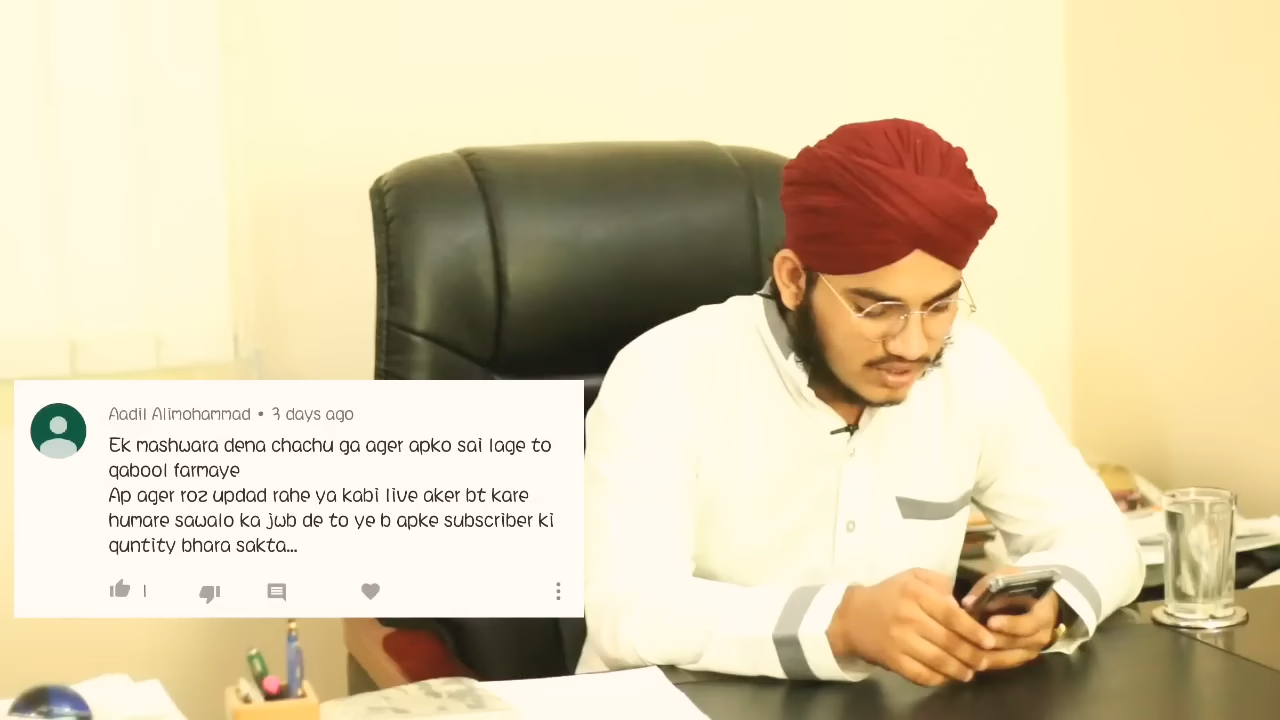 Aadil Alimohammad • 3 days ago
Ek mashwara dena chachu ga ager apko sai lage to
qabool farmaye
Ap ager roz updad rahe ya kabi live aker bt kare
humare sawalo ka jwb de to ye b apke subscriber ki
quntity bhara sakta...
1